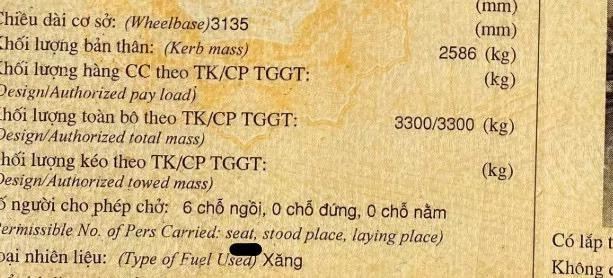 (mm)
Chiều dài cơ sở: (Wheelbase)3135 (mm)
Khối lượng bản thân: (Kerb mass) 2586 (kg)
Khối lượng hàng CC theo TK/CP TGGT: (kg)
Design/Authorized pay load)
Khối lượng toàn bộ theo TK/CP TGGT: 3300/3300 (kg)
Design/Authorized total mass)
hối lượng kéo theo TK/CP TGGT: (kg)
Design/Authorized towed mass)
ố người cho phép chở: 6 chỗ ngồi, 0 chỗ đứng, 0 chỗ nằm
Permissible No. of Pers Carried: seat, stood place, laying place)
oại nhiên liệu: (Type of Fuel Used) Xăng
Có lắp
Không